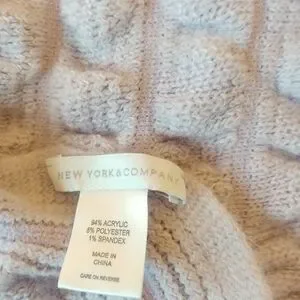 NEW YORK&COMPANY
94% ACRYLIC
5% POLYESTER
1% SPANDEX
MADE IN
CHINA
CARE ON REVERSE